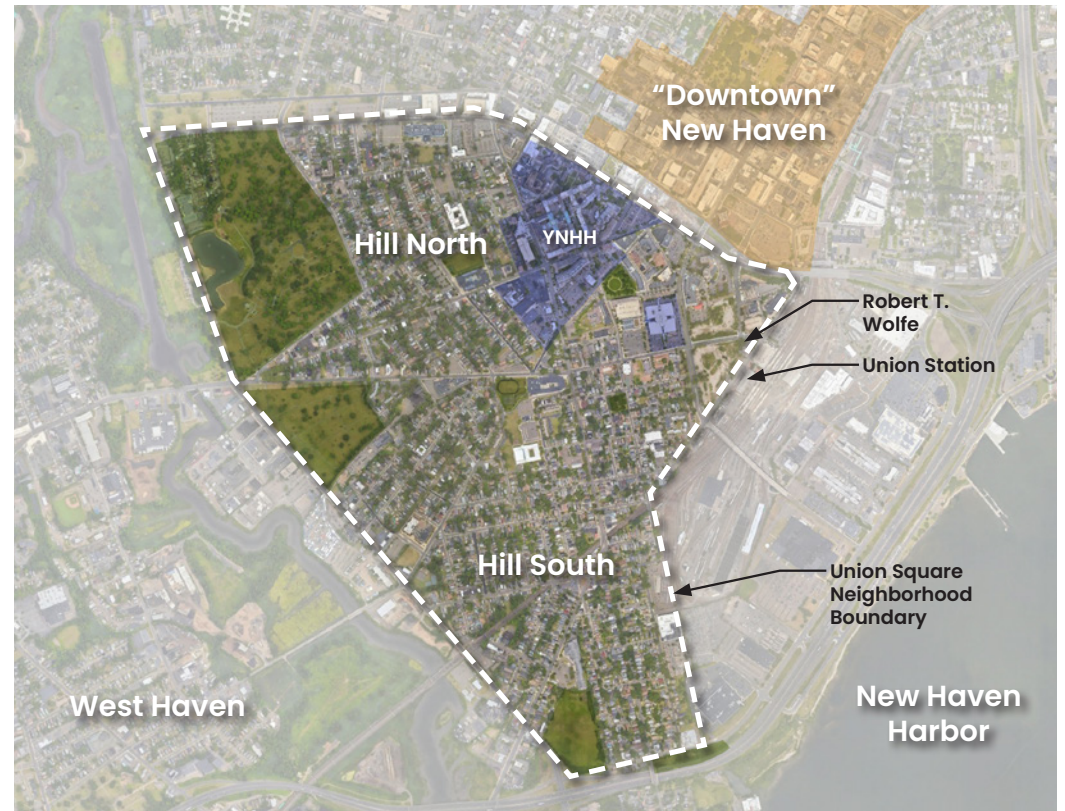 “Downtown”
New Haven
Hill North
YNHH
Robert T.
Wolfe
Union Station
Hill South
Union Square
Neighborhood
Boundary
West Haven
New Haven
Harbor